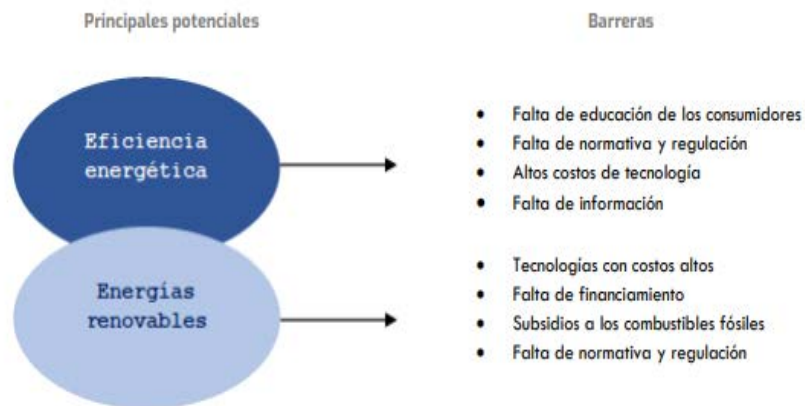 Principales potenciales
Barreras
Eficiencia
energética
• Falta de educación de los consumidores
• Falta de normativa y regulación
• Altos costos de tecnología
• Falta de información
Energías
renovables
• Tecnologías con costos altos
• Falta de financiamiento
• Subsidios a los combustibles fósiles
• Falta de normativa y regulación